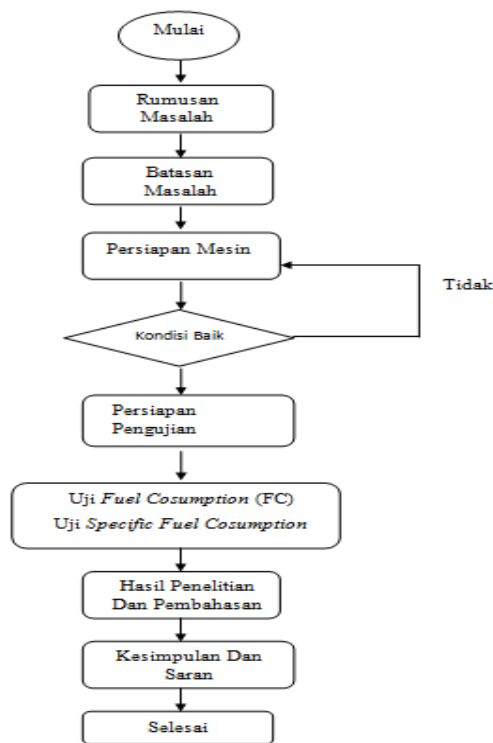 Mulai
Rumusan
Masalah
Batasan
Masalah
Persiapan Mesin
Tidak
Kondisi Baik
Persiapan
Pengujian
Uji Fuel Cosumption (FC)
Uji Specific Fuel Cosumption
Hasil Penelitian
Dan Pembahasan
Kesimpulan Dan
Saran
Selesai